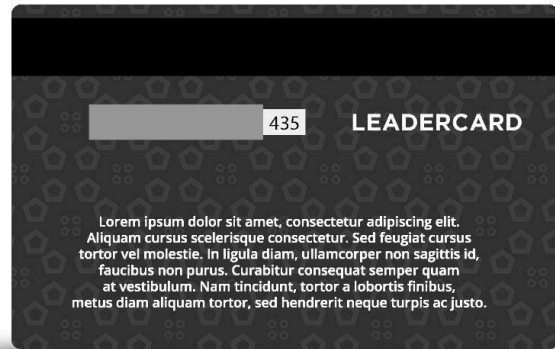 435
LEADERCARD
Lorem ipsum dolor sit amet, consectetur adipiscing elit.
Aliquam cursus scelerisque consectetur. Sed feugiat cursus
tortor vel molestie. In ligula diam, ullamcorper non sagittis id,
faucibus non purus. Curabitur consequat semper quam
at vestibulum. Nam tincidunt, tortor a lobortis finibus,
metus diam aliquam tortor, sed hendrerit neque turpis ac justo.